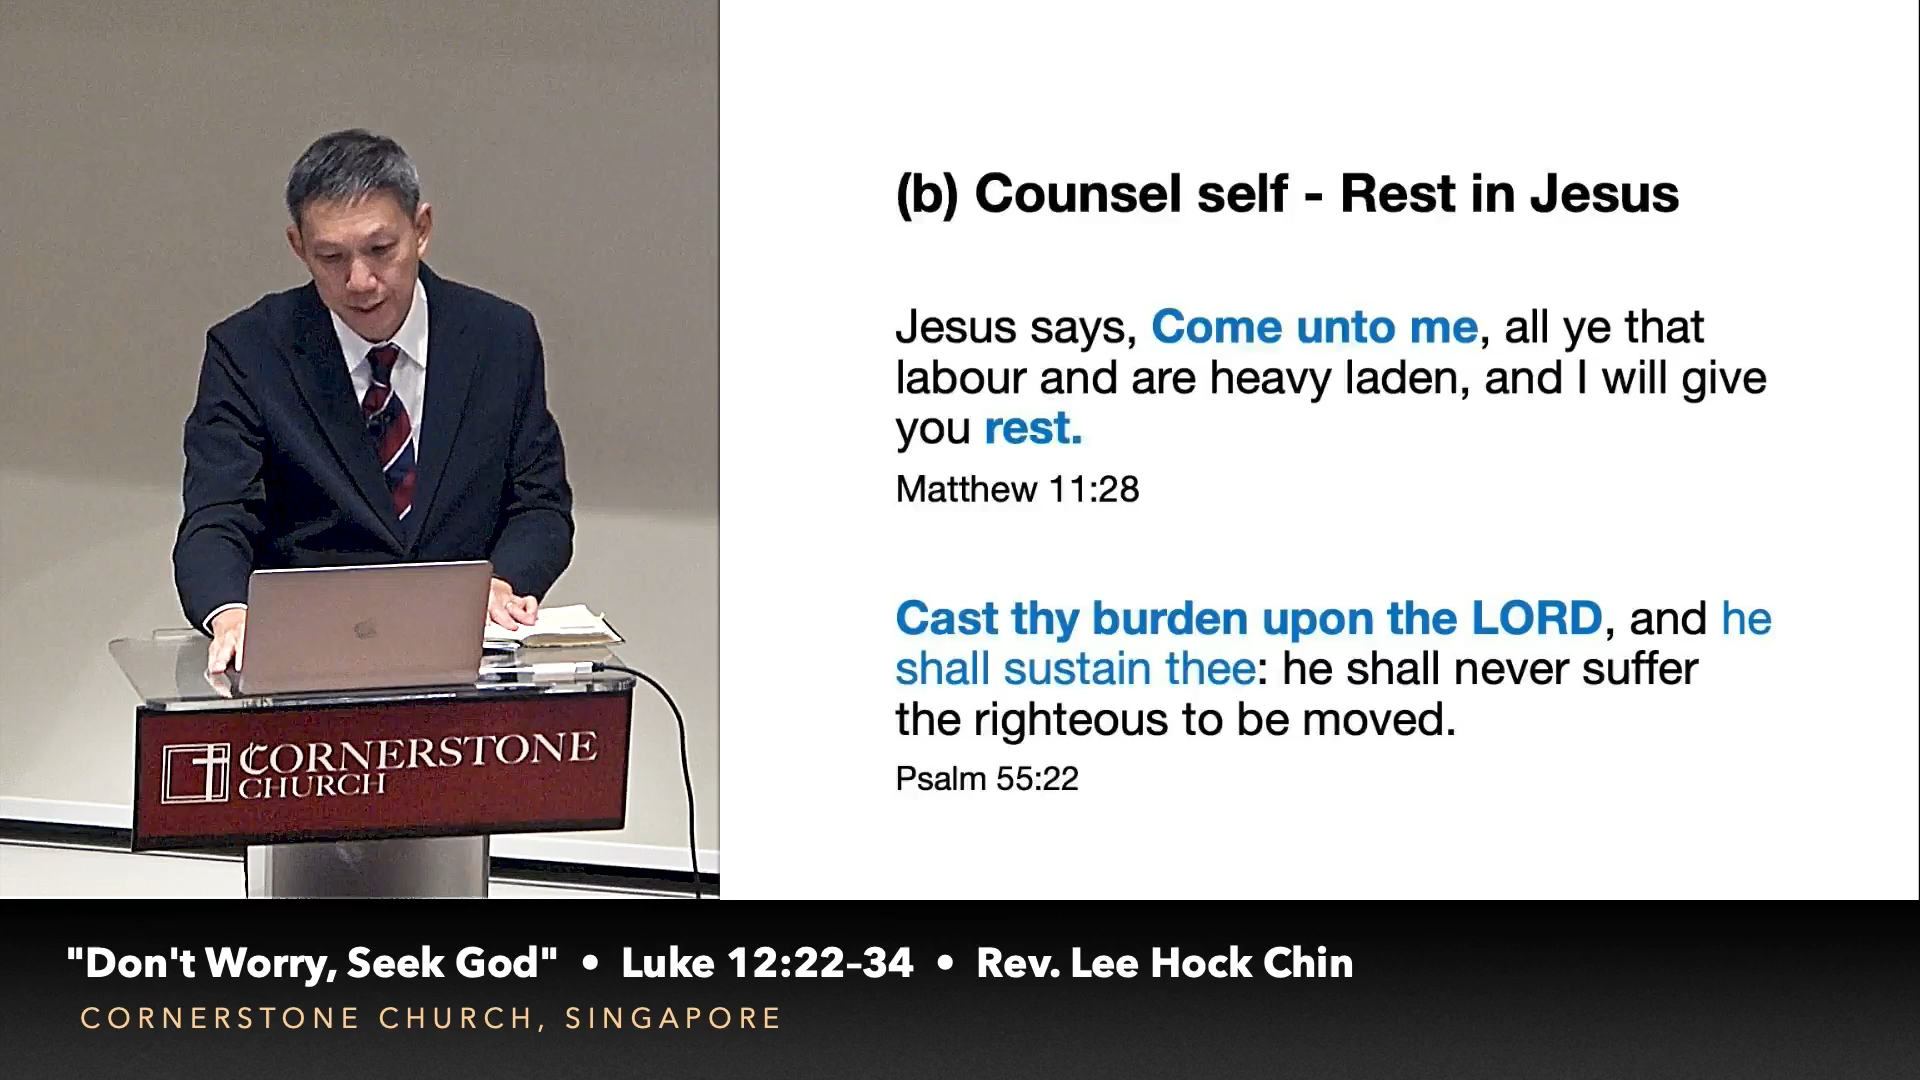 (b) Counsel self - Rest in Jesus
Jesus says, Come unto me, all ye that
labour and are heavy laden, and I will give
you rest.
Matthew 11:28
Cast thy burden upon the LORD, and he
shall sustain thee: he shall never suffer
the righteous to be moved.
Psalm 55:22
CORNERSTONE
CHURCH
"Don't Worry, Seek God" • Luke 12:22–34 • Rev. Lee Hock Chin
CORNERSTONE CHURCH, SINGAPORE